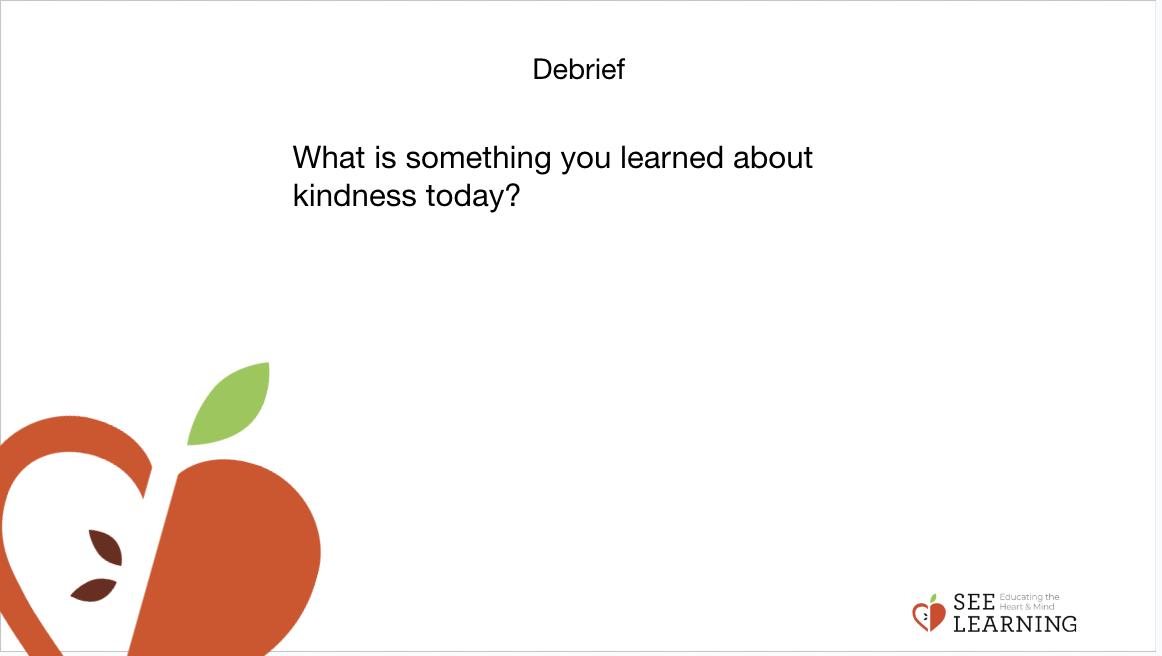 Debrief
What is something you learned about
kindness today?
SEE Educating the
Heart & Mind
LEARNING